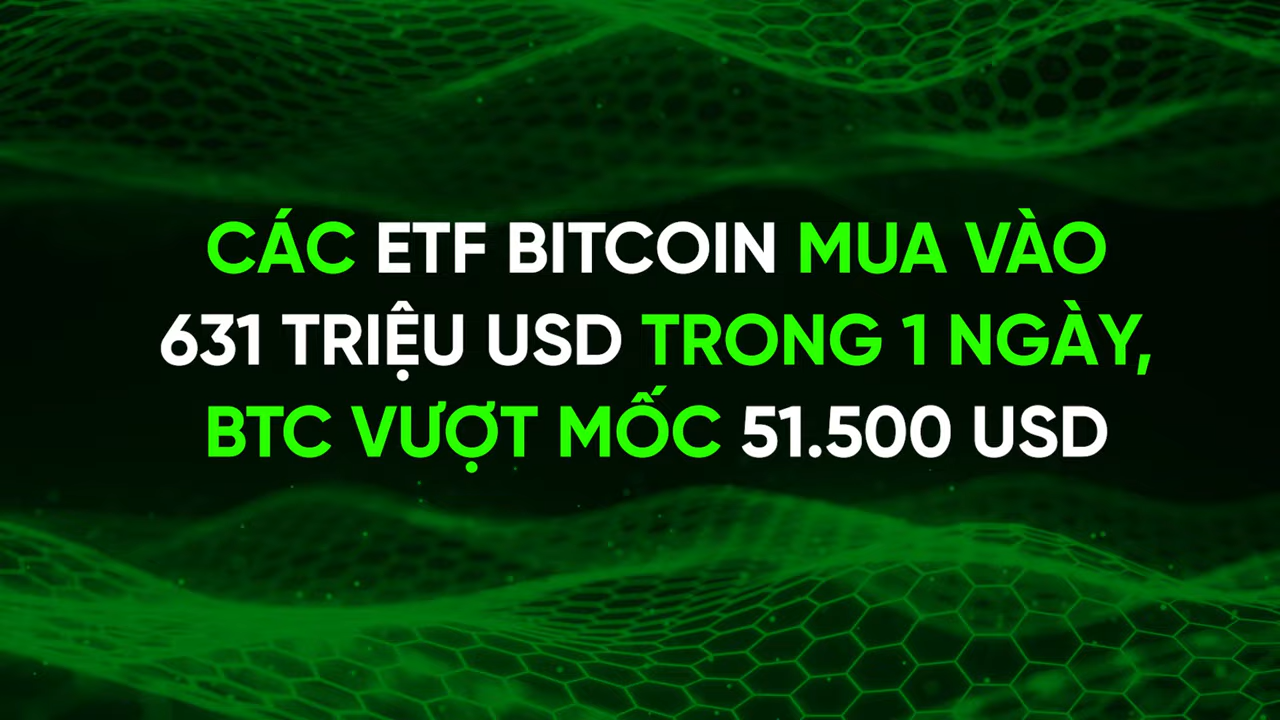 CÁC ETF BITCOIN MUA VÀO
631 TRIỆU USD TRONG 1 NGÀY,
BTC VƯỢT MỐC 51.500 USD